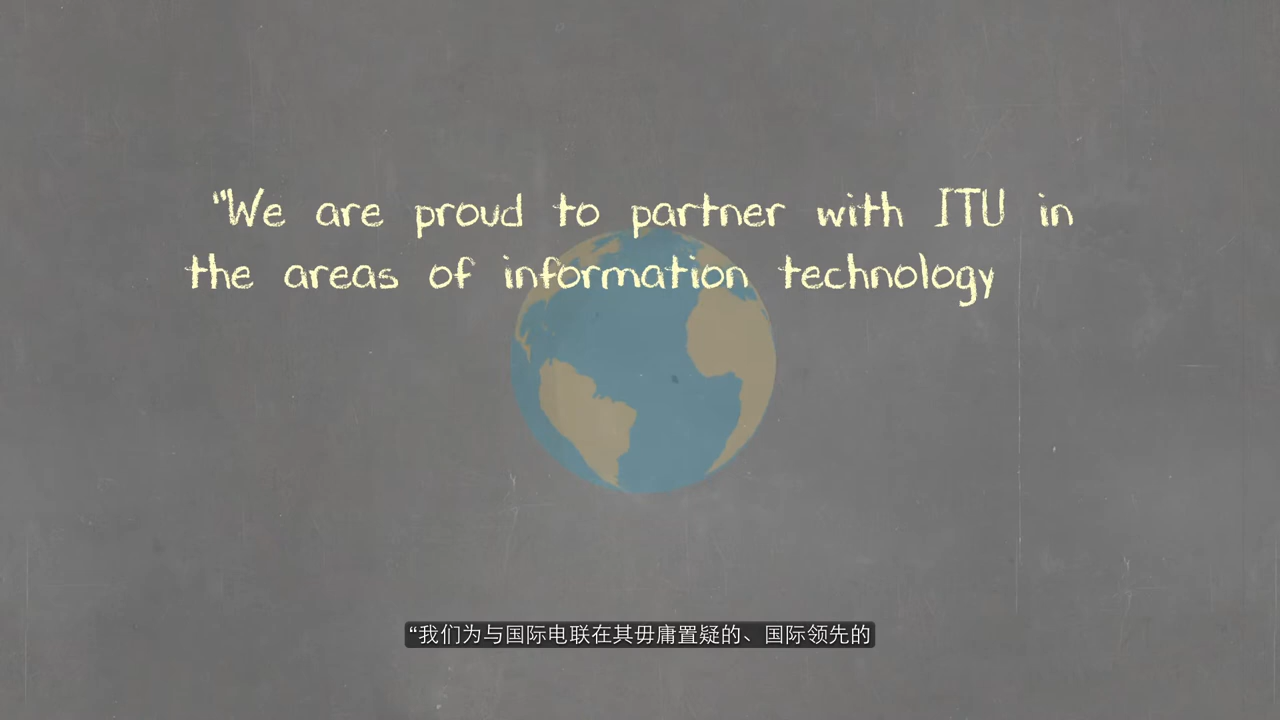 "We are proud to partner with ITU in
the areas of information technology
“我们为与国际电联在其毋庸置疑的、国际领先的